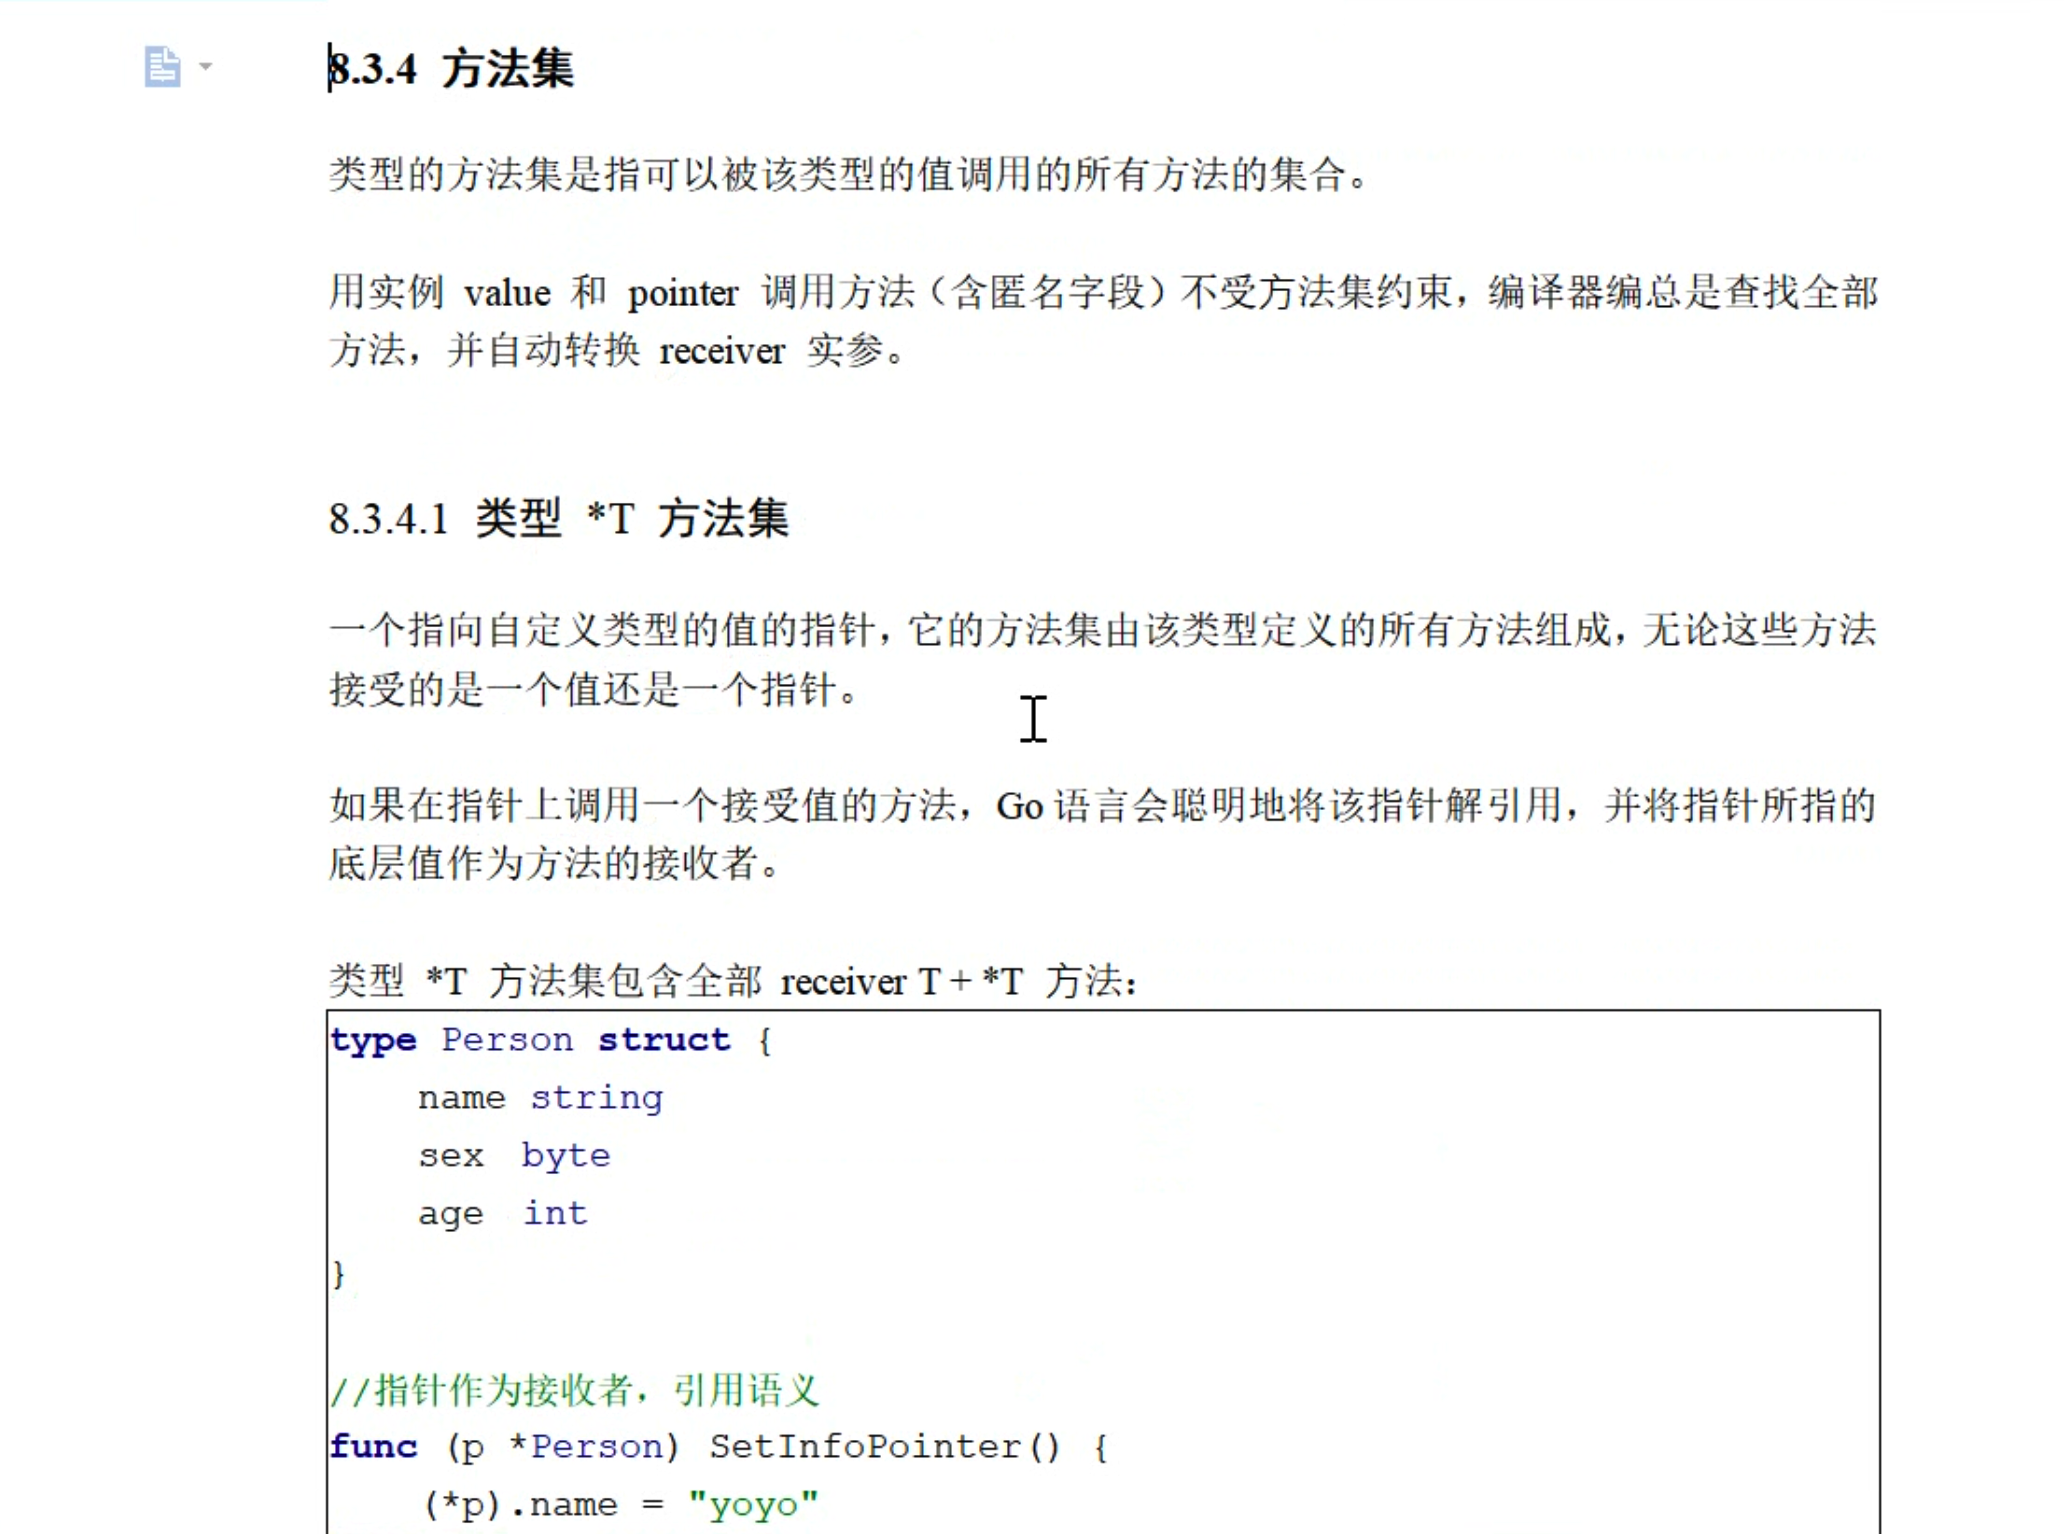 8.3.4 方法集
类型的方法集是指可以被该类型的值调用的所有方法的集合。
用实例 value 和 pointer 调用方法（含匿名字段）不受方法集约束，编译器编总是查找全部
方法，并自动转换 receiver 实参。
8.3.4.1 类型 *T 方法集
一个指向自定义类型的值的指针，它的方法集由该类型定义的所有方法组成，无论这些方法
接受的是一个值还是一个指针。
如果在指针上调用一个接受值的方法，Go 语言会聪明地将该指针解引用，并将指针所指的
底层值作为方法的接收者。
类型 *T 方法集包含全部 receiver T + *T 方法：
type Person struct {
    name string
    sex  byte
    age  int
}
//指针作为接收者，引用语义
func (p *Person) SetInfoPointer() {
    (*p).name = "yoyo"